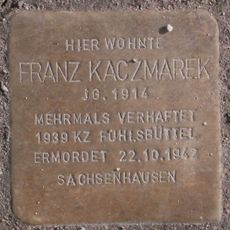 HIER WOHNTE
FRANZ KACZMAREK
JG. 1914
MEHRMALS VERHAFTET
1939 KZ FUHLSBÜTTEL
ERMORDET 22.10.1942
SACHSENHAUSEN